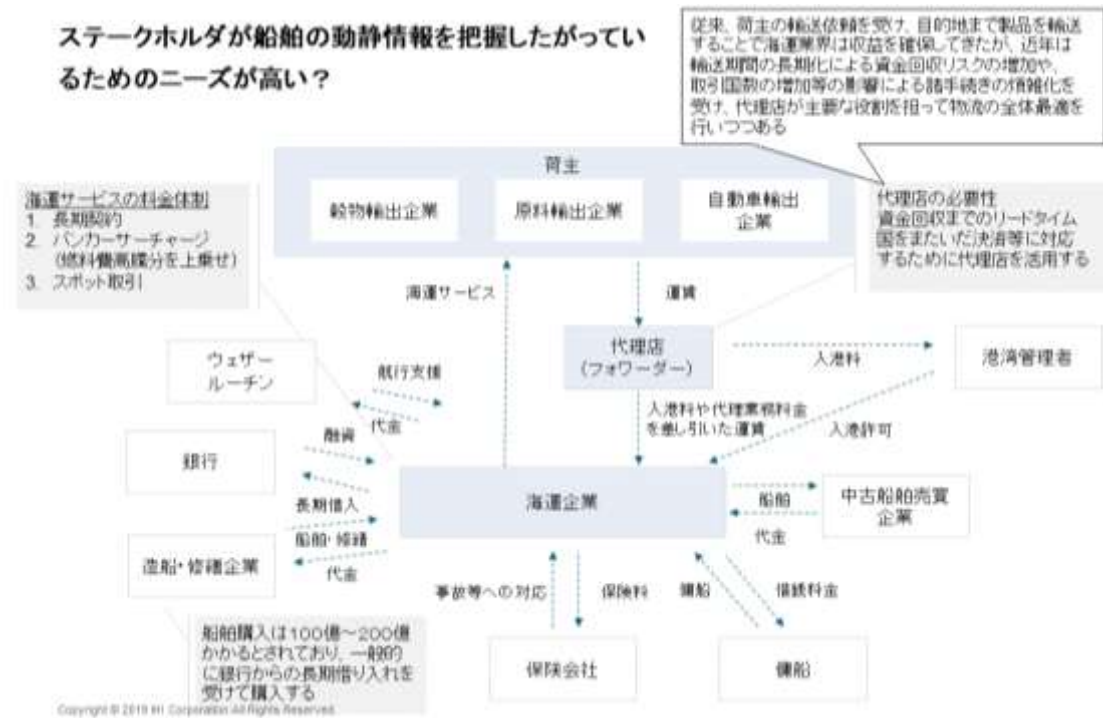 ステークホルダが船舶の動静情報を把握したがってい
るためのニーズが高い？
従来、荷主の輸送依頼を受け、目的地まで製品を輸送
することで海運業界は収益を確保してきたが、近年は
輸送期間の長期化による資金回収リスクの増加や、
取引国数の増加等の影響による諸手続きの煩雑化を
受け、代理店が主要な役割を担って物流の全体最適を
行いつつある
荷主
穀物輸出企業
原料輸出企業
自動車輸出
企業
海運サービスの料金体制
1. 長期契約
2. バンカーサーチャージ
(燃料費高騰分を上乗せ)
3. スポット取引
代理店の必要性
資金回収までのリードタイム
国をまたいだ決済等に対応
するために代理店を活用する
海運サービス
運賃
代理店
(フォワーダー)
入港料
港湾管理者
ウェザー
ルーチン
航行支援
代金
入港料や代理業務料金
を差し引いた運賃
入港許可
融資
銀行
長期借入
海運企業
船舶
代金
中古船舶売買
企業
船舶・修繕
代金
造船・修繕企業
事故等への対応
保険料
傭船
借銭料金
船舶購入は100億～200億
かかるとされており、一般的
に銀行からの長期借り入れを
受けて購入する
保険会社
傭船
Copyright © 2019 IHI Corporation All Rights Reserved.